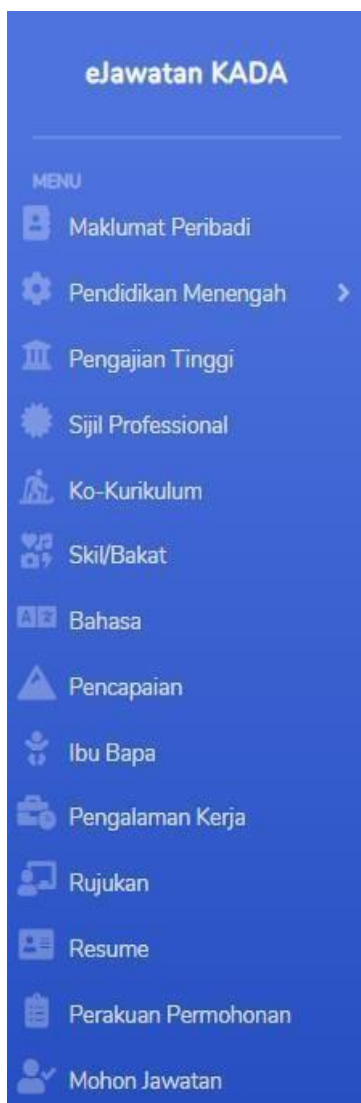 eJawatan KADA
MENU
Maklumat Peribadi
Pendidikan Menengah
Pengajian Tinggi
Sijil Professional
Ko-Kurikulum
Skil/Bakat
Bahasa
Pencapaian
Ibu Bapa
Pengalaman Kerja
Rujukan
Resume
Perakuan Permohonan
Mohon Jawatan